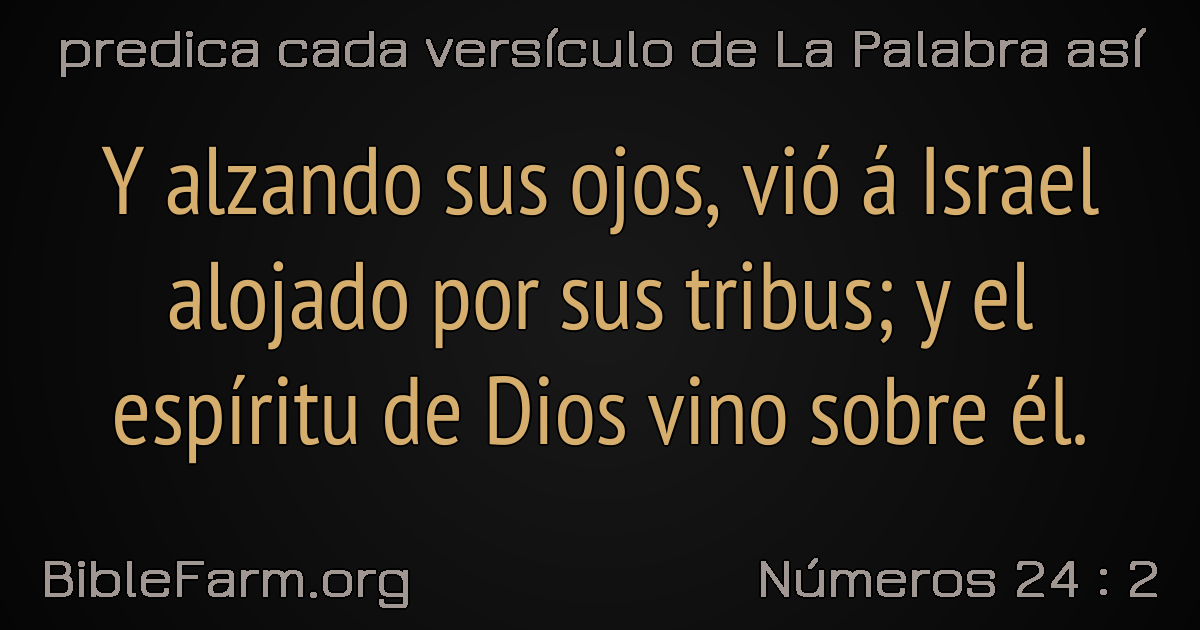 predica cada versículo de La Palabra así
Y alzando sus ojos, vió á Israel
alojado por sus tribus; y el
espíritu de Dios vino sobre él.
BibleFarm.org
Números 24 : 2